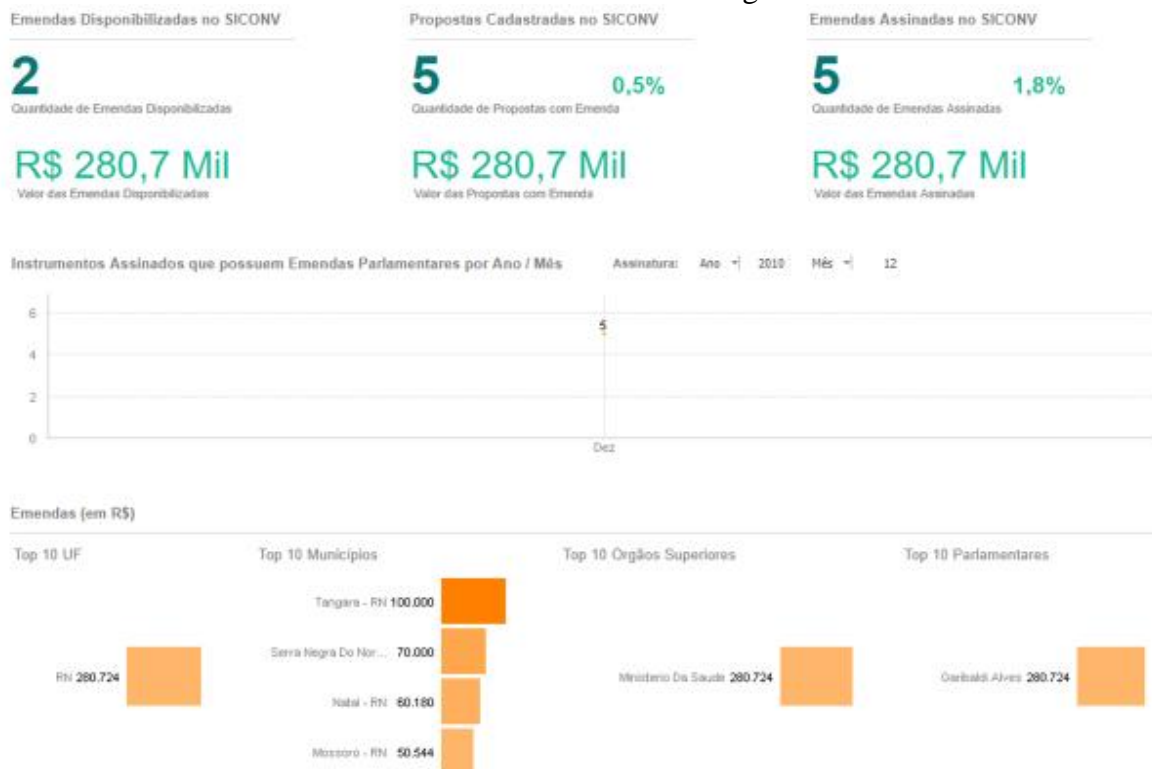 Emendas Disponibilizadas no SICONV
Propostas Cadastradas no SICONV
Emendas Assinadas no SICONV
2
Quantidade de Emendas Disponibilizadas
5
0,5%
Quantidade de Propostas com Emenda
5
1,8%
Quantidade de Emendas Assinadas
R$ 280,7 Mil
Valor das Emendas Disponibilizadas
R$ 280,7 Mil
Valor das Propostas com Emenda
R$ 280,7 Mil
Valor das Emendas Assinadas
Instrumentos Assinados que possuem Emendas Parlamentares por Ano / Mês
Assinatura: Ano 2010 Mês 12
6
4
2
0
5
Dez
Emendas (em R$)
Top 10 UF
Top 10 Municípios
Top 10 Orgãos Superiores
Top 10 Parlamentares
RN 280.724
Tangara - RN 100.000
Serra Negra Do Nor... 70.000
Natal - RN 60.180
Mossoró - RN 50.544
Ministerio Da Saude 280.724
Garibaldi Alves 280.724